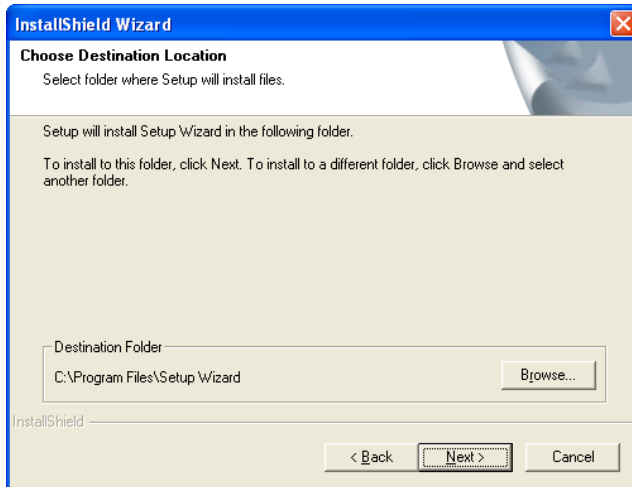 InstallShield Wizard
Choose Destination Location
Select folder where Setup will install files.
Setup will install Setup Wizard in the following folder.
To install to this folder, click Next. To install to a different folder, click Browse and select
another folder.
Destination Folder
C:\Program Files\Setup Wizard
Browse...
InstallShield
< Back
Next >
Cancel